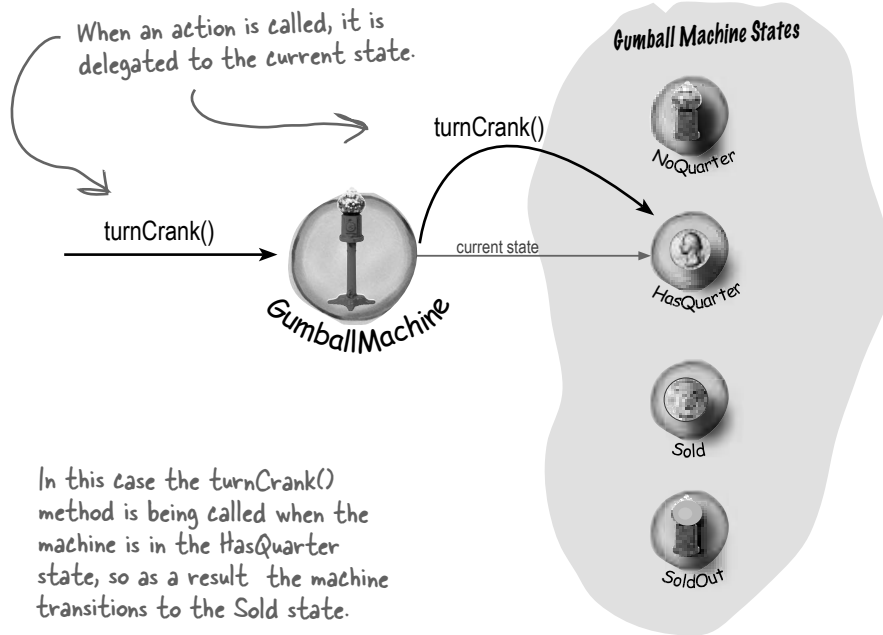 When an action is called, it is
delegated to the current state.
Gumball Machine States
turnCrank()
NoQuarter
turnCrank()
current state
GumballMachine
HasQuarter
Sold
SoldOut
In this case the turnCrank()
method is being called when the
machine is in the HasQuarter
state, so as a result the machine
transitions to the Sold state.